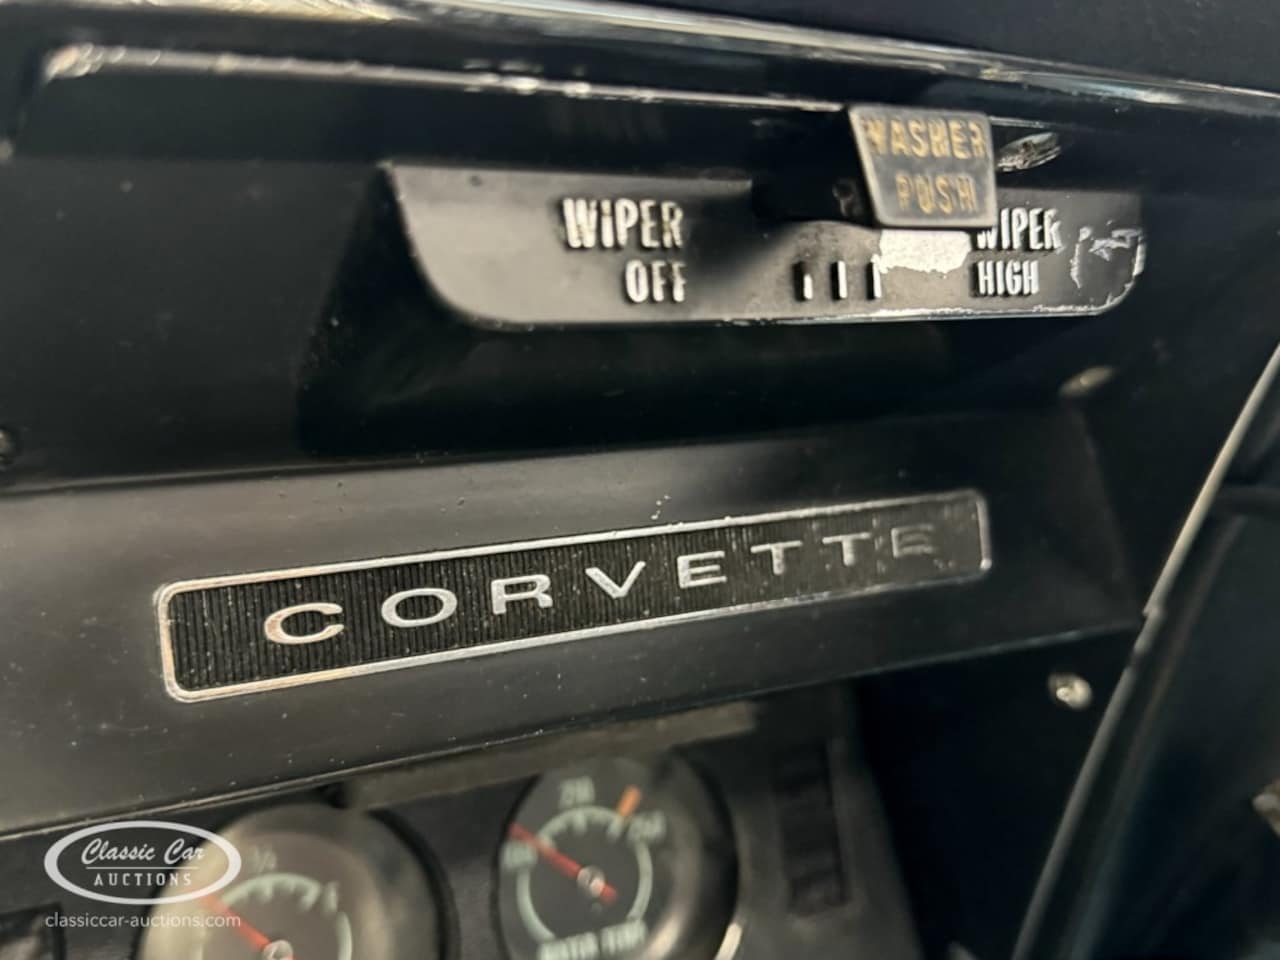 WASHER
PUSH
WIPER
OFF
WIPER
HIGH
CORVETTE
Classic Car
AUCTIONS
classiccar-auctions.com